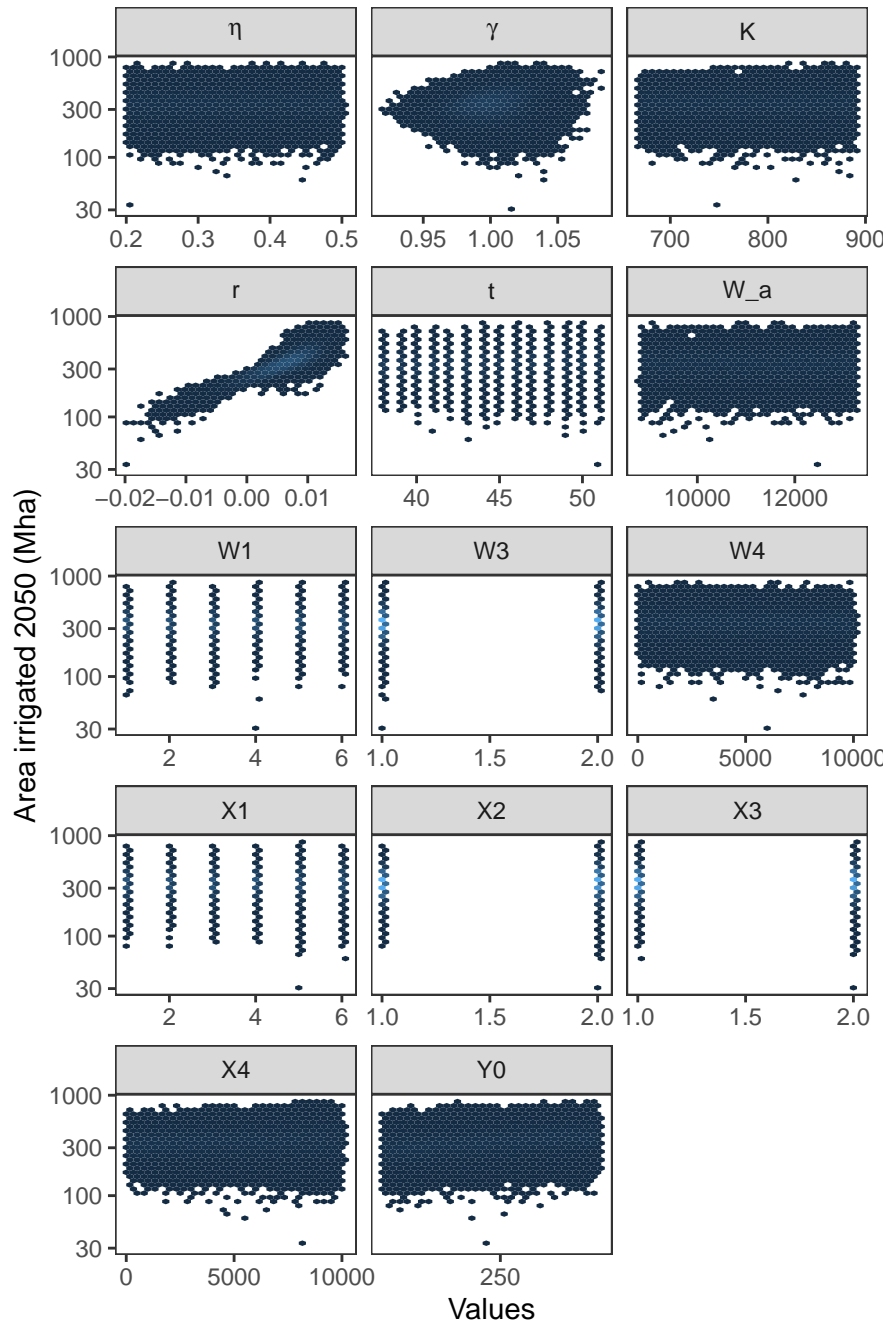 η γ K
1000
300
100
30
0.2 0.3 0.4 0.5 0.95 1.00 1.05 700 800 900
r t W_a
1000
300
100
30
−0.02 −0.01 0.00 0.01 40 45 50 10000 12000
W1 W3 W4
1000
300
100
30
2 4 6 1.0 1.5 2.0 0 5000 10000
X1 X2 X3
1000
300
100
30
2 4 6 1.0 1.5 2.0 1.0 1.5 2.0
X4 Y0
1000
300
100
30
0 5000 10000 250
Area irrigated 2050 (Mha)
Values